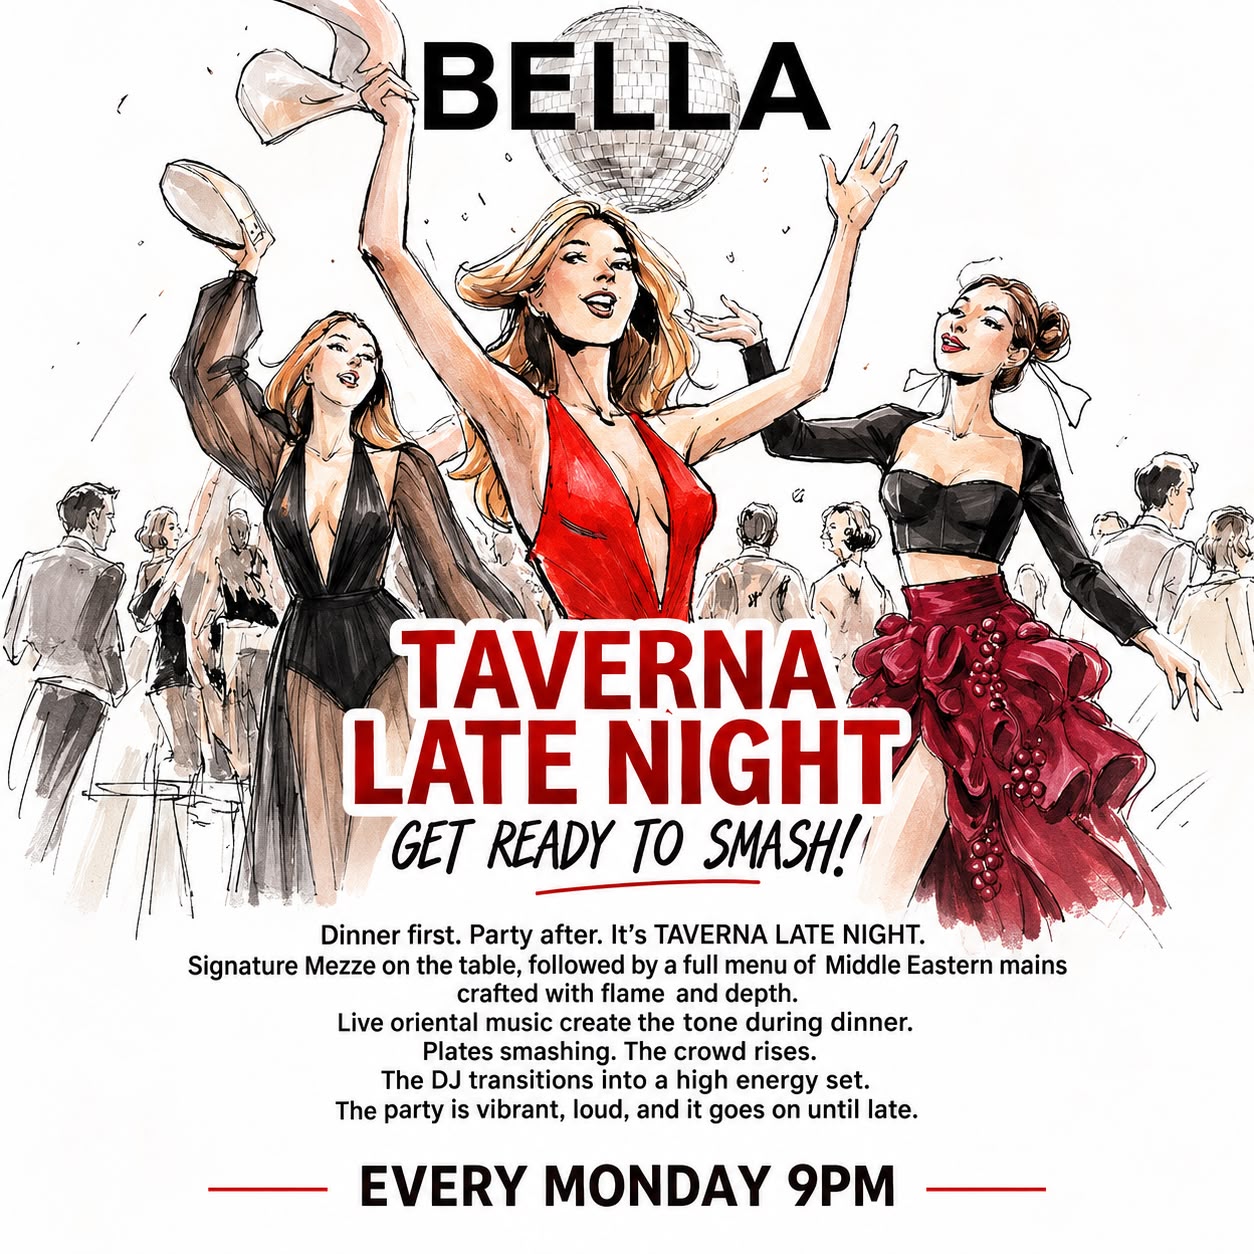 BELLA
TAVERNA
LATE NIGHT
GET READY TO SMASH!
Dinner first. Party after. It's TAVERNA LATE NIGHT.
Signature Mezze on the table, followed by a full menu of Middle Eastern mains
crafted with flame and depth.
Live oriental music create the tone during dinner.
Plates smashing. The crowd rises.
The DJ transitions into a high energy set.
The party is vibrant, loud, and it goes on until late.
EVERY MONDAY 9PM